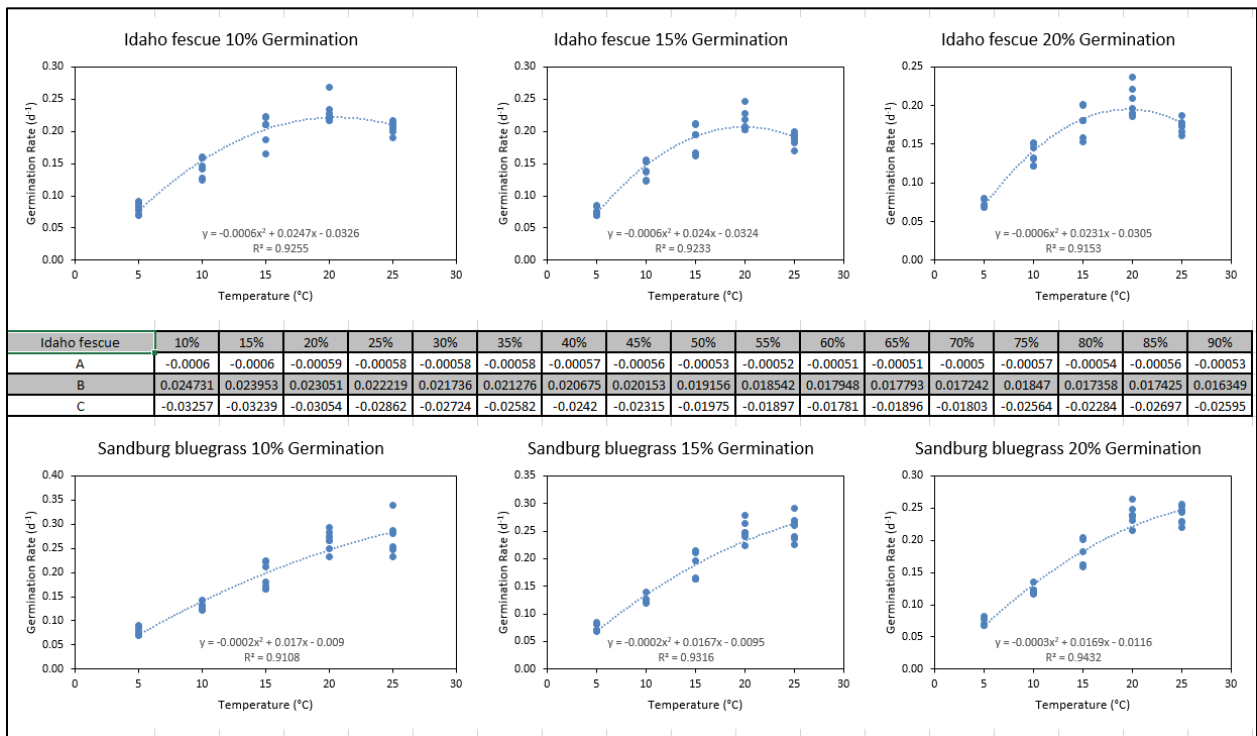 Idaho fescue 10% Germination
0.30
0.25
0.20
0.15
0.10
0.05
0.00
Germination Rate (d⁻¹)
y = -0.0006x² + 0.0247x - 0.0326
R² = 0.9255
0 5 10 15 20 25 30
Temperature (°C)
Idaho fescue 15% Germination
0.30
0.25
0.20
0.15
0.10
0.05
0.00
Germination Rate (d⁻¹)
y = -0.0006x² + 0.024x - 0.0324
R² = 0.9233
0 5 10 15 20 25 30
Temperature (°C)
Idaho fescue 20% Germination
0.25
0.20
0.15
0.10
0.05
0.00
Germination Rate (d⁻¹)
y = -0.0006x² + 0.0231x - 0.0305
R² = 0.9153
0 5 10 15 20 25 30
Temperature (°C)
Idaho fescue 10% 15% 20% 25% 30% 35% 40% 45% 50% 55% 60% 65% 70% 75% 80% 85% 90%
A -0.0006 -0.0006 -0.00059 -0.00058 -0.00058 -0.00058 -0.00057 -0.00056 -0.00053 -0.00052 -0.00051 -0.00051 -0.0005 -0.00057 -0.00054 -0.00056 -0.00053
B 0.024731 0.023953 0.023051 0.022219 0.021736 0.021276 0.020675 0.020153 0.019156 0.018542 0.017948 0.017793 0.017242 0.01847 0.017358 0.017425 0.016349
C -0.03257 -0.03239 -0.03054 -0.02862 -0.02724 -0.02582 -0.0242 -0.02315 -0.01975 -0.01897 -0.01781 -0.01896 -0.01803 -0.02564 -0.02284 -0.02697 -0.02595
Sandburg bluegrass 10% Germination
0.40
0.35
0.30
0.25
0.20
0.15
0.10
0.05
0.00
Germination Rate (d⁻¹)
y = -0.0002x² + 0.017x - 0.009
R² = 0.9108
0 5 10 15 20 25 30
Temperature (°C)
Sandburg bluegrass 15% Germination
0.35
0.30
0.25
0.20
0.15
0.10
0.05
0.00
Germination Rate (d⁻¹)
y = -0.0002x² + 0.0167x - 0.0095
R² = 0.9316
0 5 10 15 20 25 30
Temperature (°C)
Sandburg bluegrass 20% Germination
0.30
0.25
0.20
0.15
0.10
0.05
0.00
Germination Rate (d⁻¹)
y = -0.0003x² + 0.0169x - 0.0116
R² = 0.9432
0 5 10 15 20 25 30
Temperature (°C)